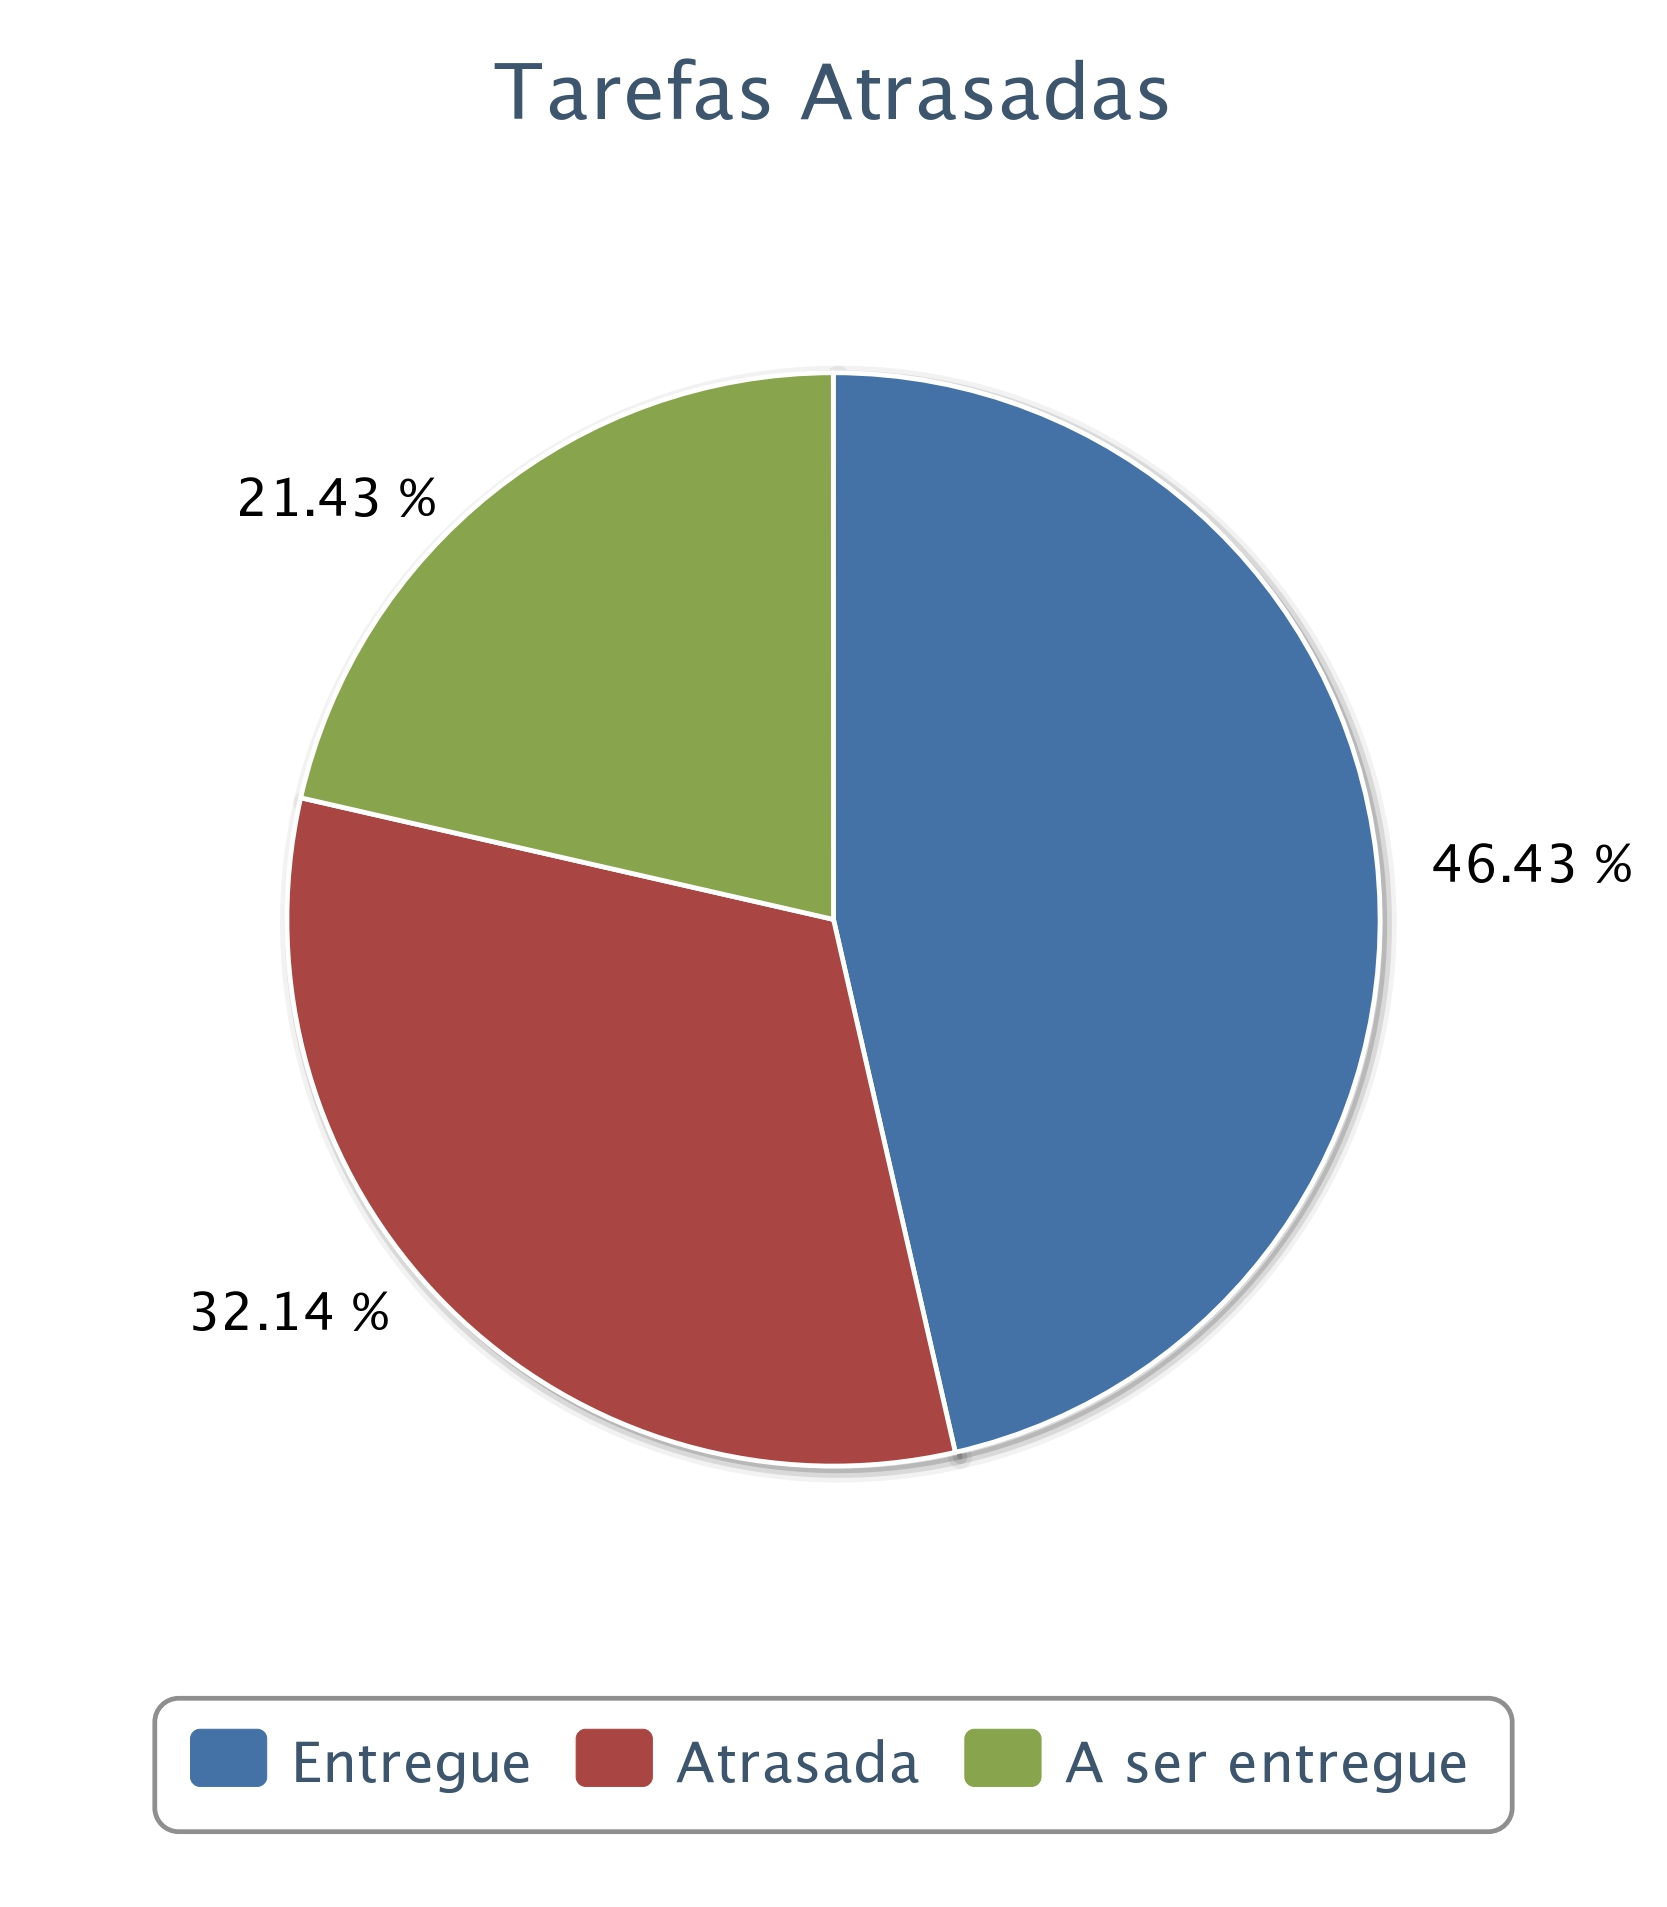 Tarefas Atrasadas
21.43 %
46.43 %
32.14 %
Entregue Atrasada A ser entregue